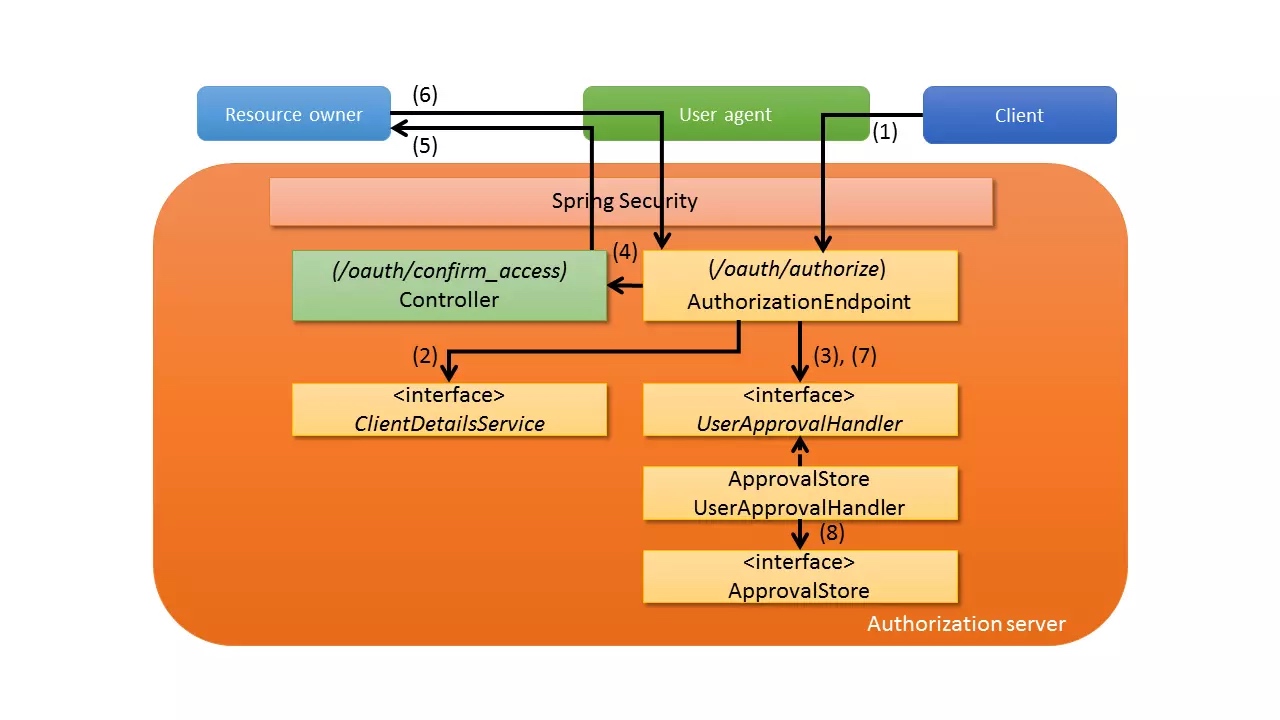 (6)
Resource owner
User agent
Client
(1)
(5)
Spring Security
(4)
(/oauth/confirm_access)
Controller
(/oauth/authorize)
AuthorizationEndpoint
(2)
(3), (7)
<interface>
ClientDetailsService
<interface>
UserApprovalHandler
ApprovalStore
UserApprovalHandler
(8)
<interface>
ApprovalStore
Authorization server